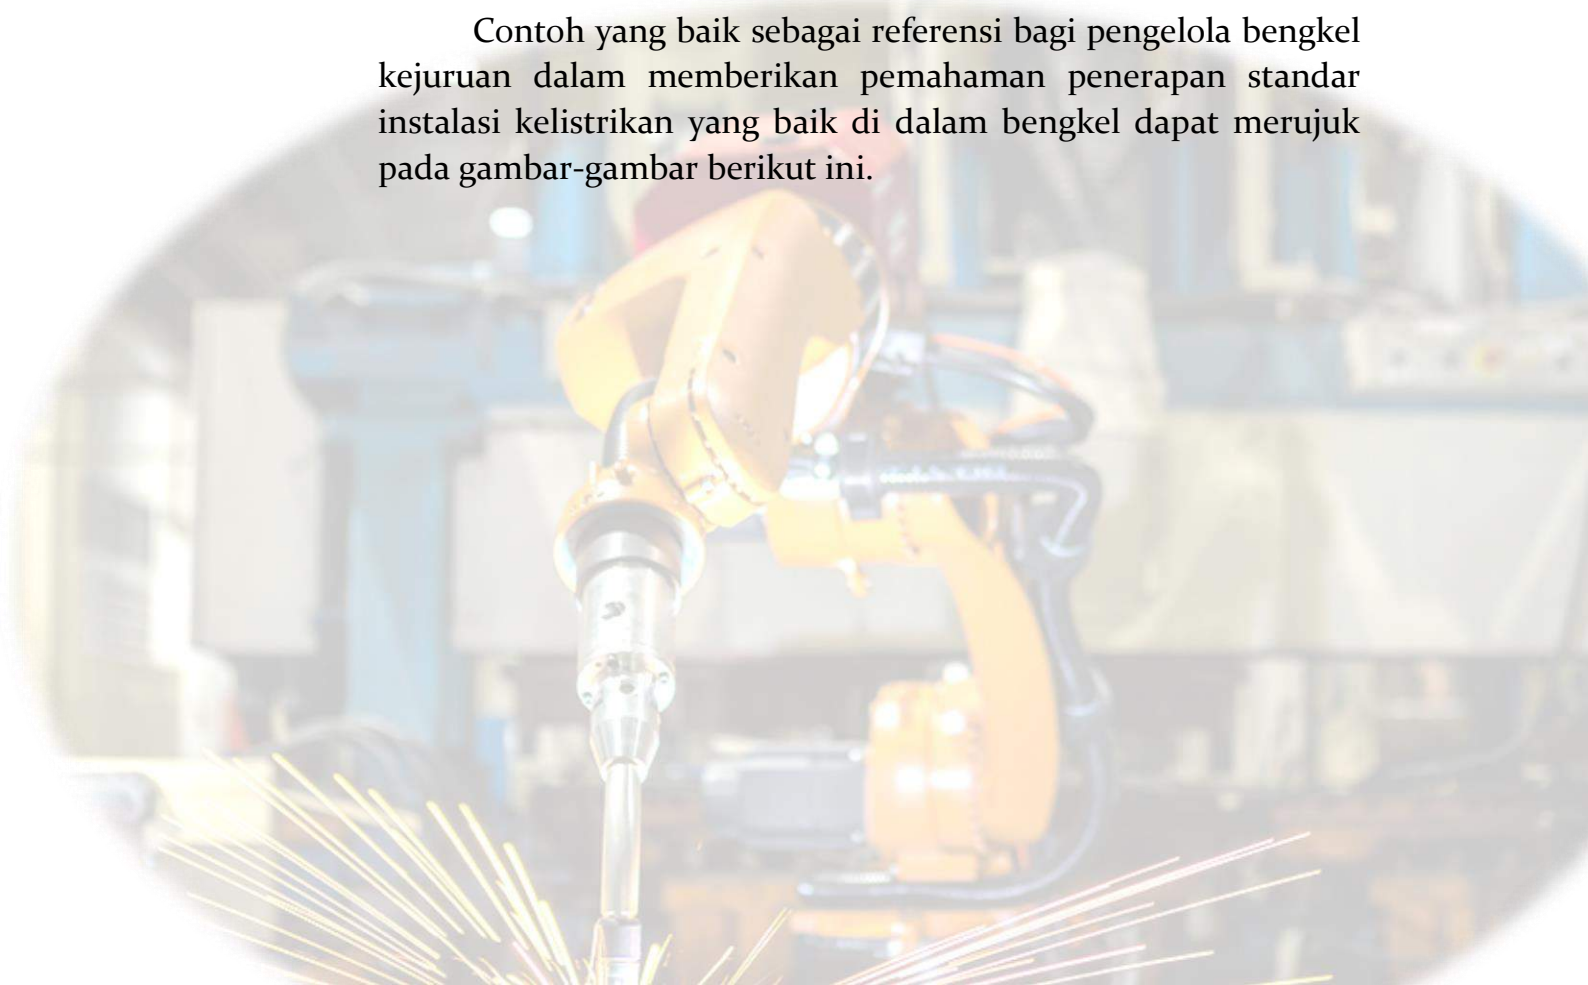 Contoh yang baik sebagai referensi bagi pengelola bengkel
kejuruan dalam memberikan pemahaman penerapan standar
instalasi kelistrikan yang baik di dalam bengkel dapat merujuk
pada gambar-gambar berikut ini.